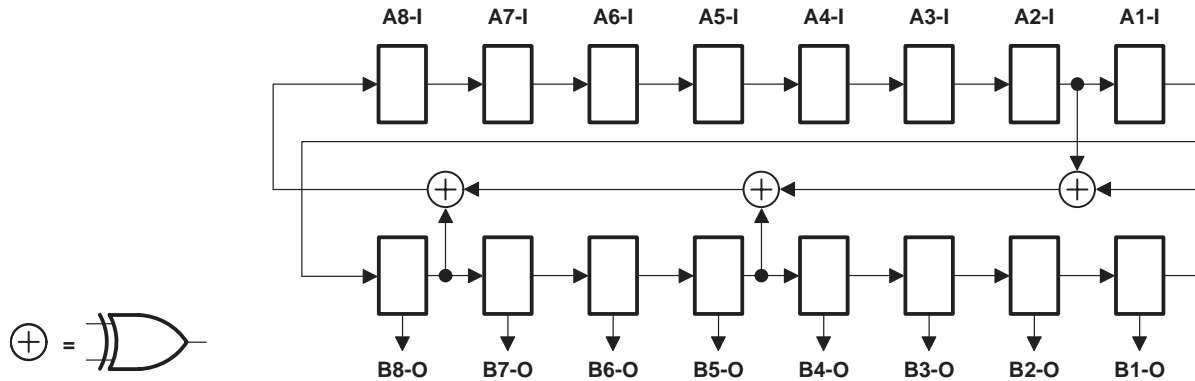 A8-I A7-I A6-I A5-I A4-I A3-I A2-I A1-I
=
B8-O B7-O B6-O B5-O B4-O B3-O B2-O B1-O